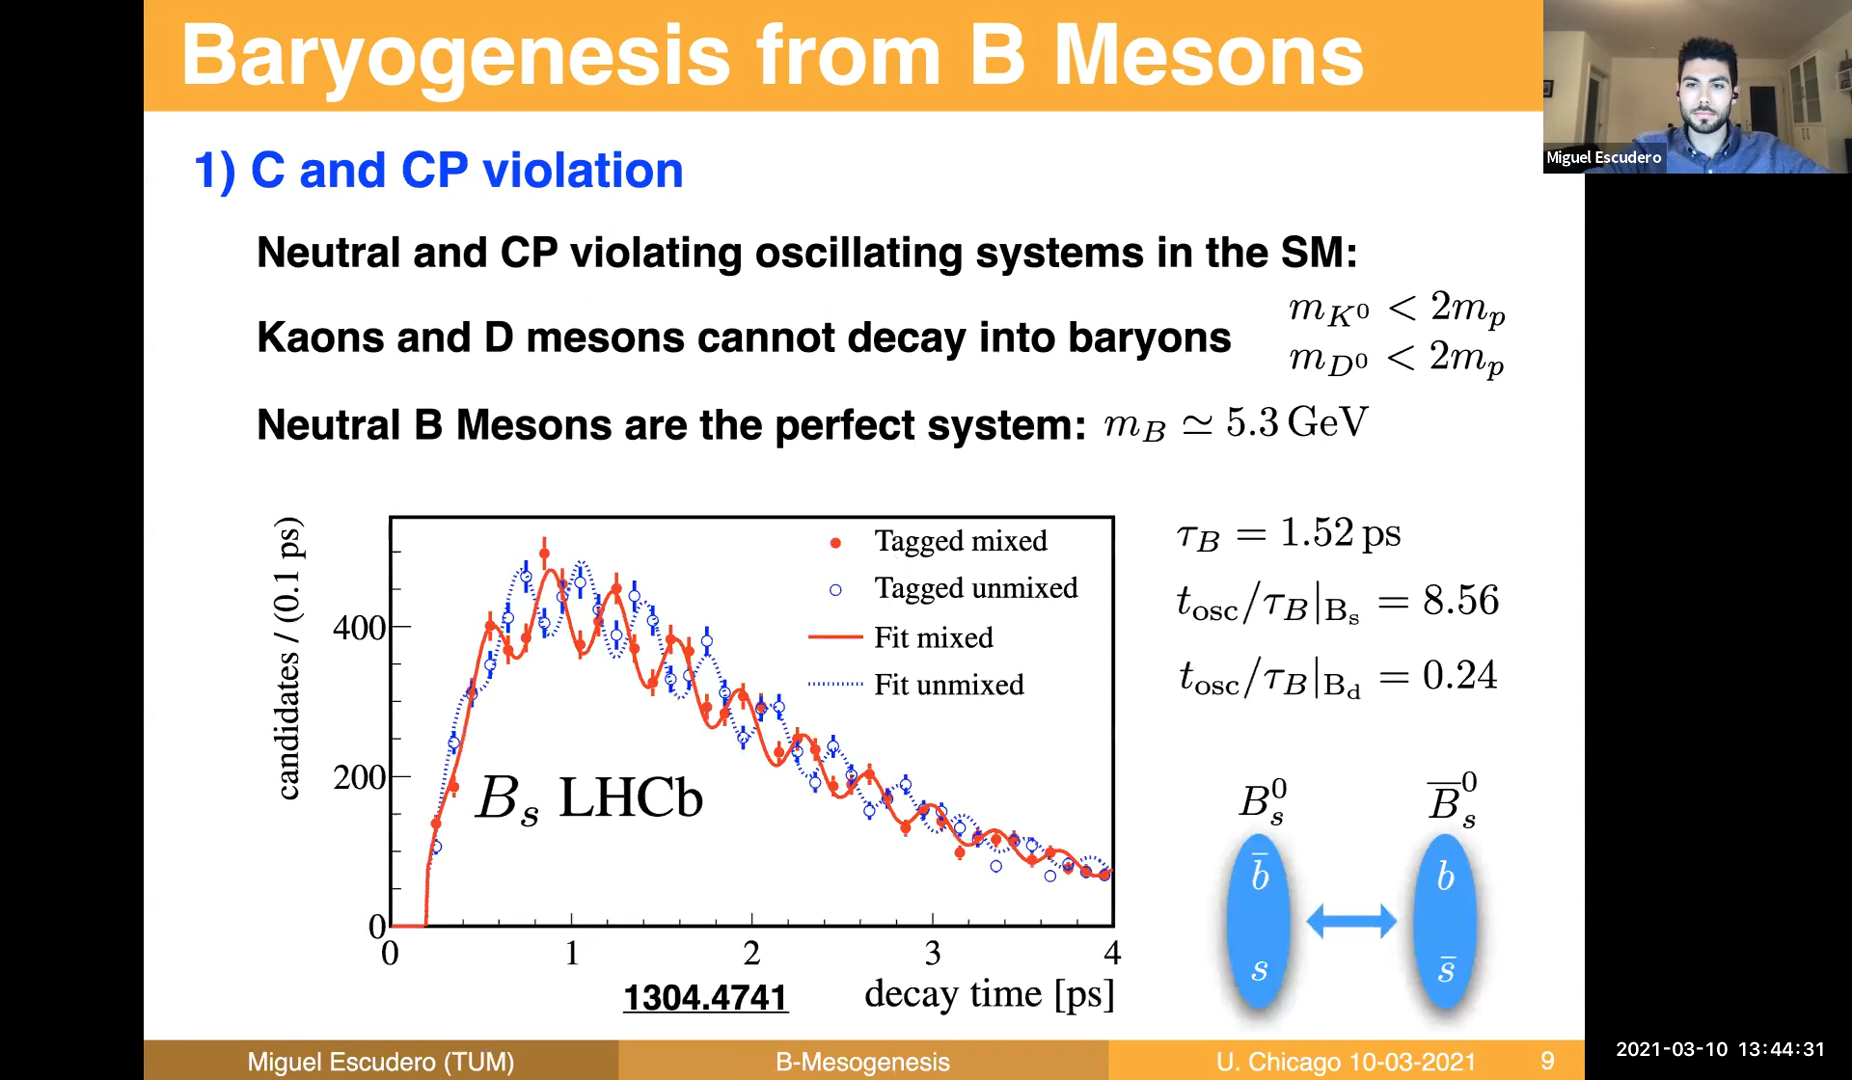 Baryogenesis from B Mesons
Miguel Escudero
1) C and CP violation
Neutral and CP violating oscillating systems in the SM:
Kaons and D mesons cannot decay into baryons
m_{K^0} < 2m_p
m_{D^0} < 2m_p
Neutral B Mesons are the perfect system: m_B ≃ 5.3 GeV
candidates / (0.1 ps)
400
200
0
0 1 2 3 4
decay time [ps]
Tagged mixed
Tagged unmixed
Fit mixed
Fit unmixed
B_s LHCb
1304.4741
τ_B = 1.52 ps
t_osc/τ_B|_{B_s} = 8.56
t_osc/τ_B|_{B_d} = 0.24
B_s^0
B̅_s^0
b̄
b
s
s̄
Miguel Escudero (TUM)
B-Mesogenesis
U. Chicago 10-03-2021
9
2021-03-10 13:44:31